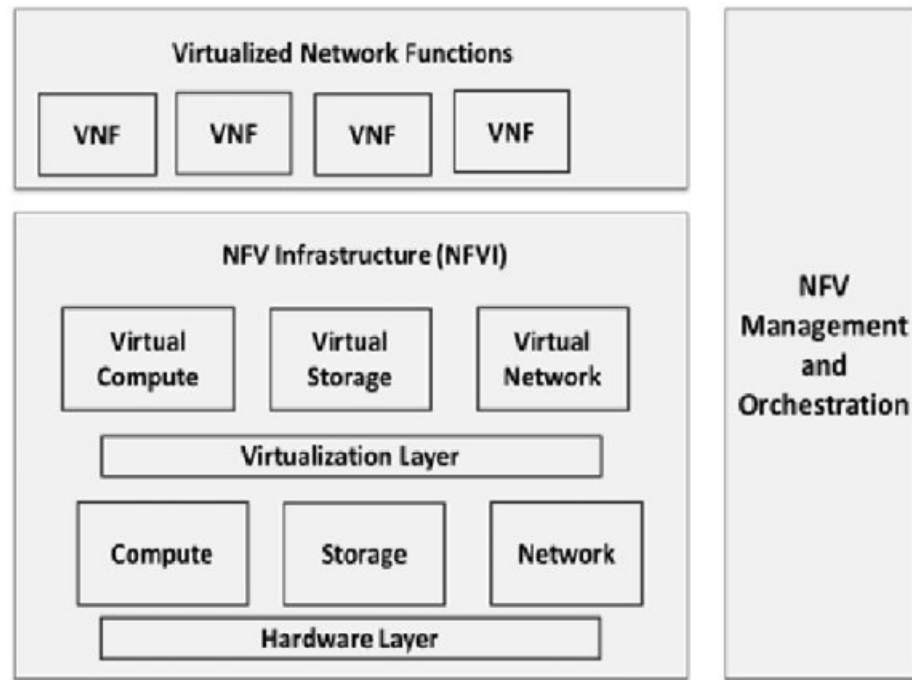 Virtualized Network Functions
VNF
VNF
VNF
VNF
NFV Infrastructure (NFVI)
Virtual
Compute
Virtual
Storage
Virtual
Network
Virtualization Layer
Compute
Storage
Network
Hardware Layer
NFV
Management
and
Orchestration